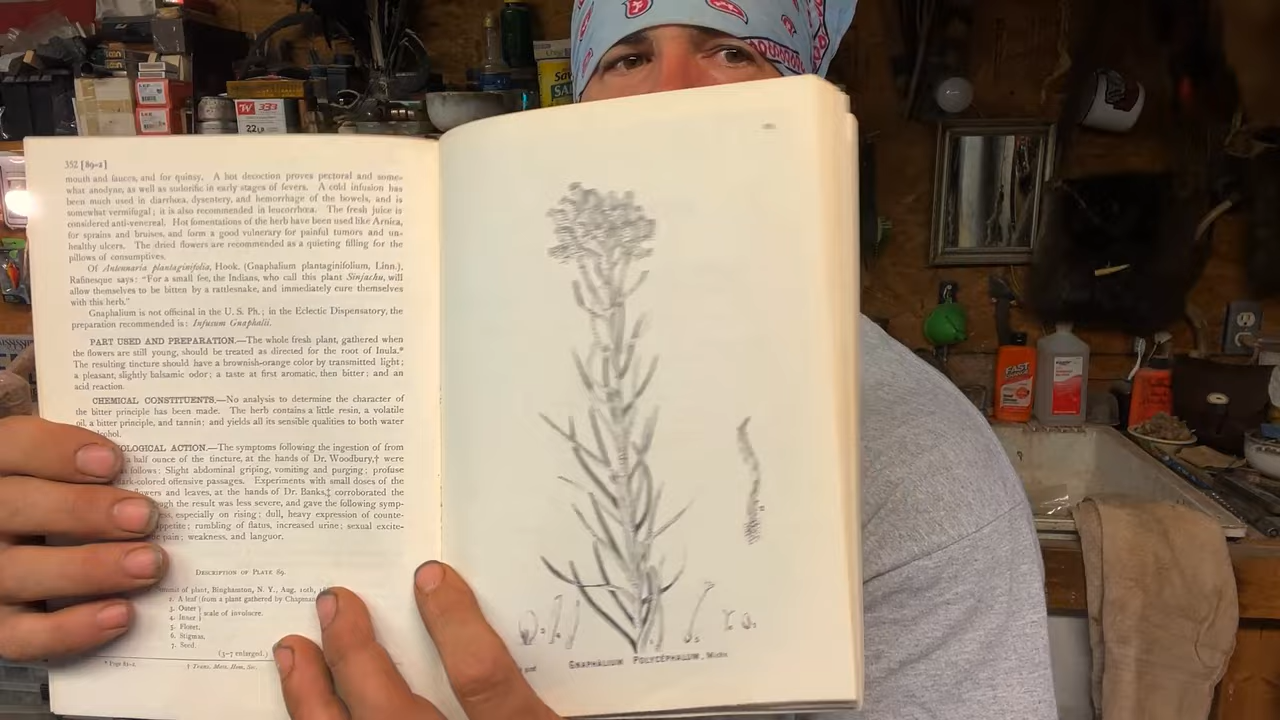 352 [89-2]
mouth and fauces, and for quinsy. A hot decoction proves pectoral and some-
what anodyne, as well as sudorific in early stages of fevers. A cold infusion has
been much used in diarrhœa, dysentery, and hemorrhage of the bowels, and is
somewhat vermifugal; it is also recommended in leucorrhœa. The fresh juice is
considered anti-venereal. Hot fomentations of the herb have been used like Arnica,
for sprains and bruises, and form a good vulnerary for painful tumors and un-
healthy ulcers. The dried flowers are recommended as a quieting filling for the
pillows of consumptives.
Of Antennaria plantaginifolia, Hook. (Gnaphalium plantaginifolium, Linn.),
Rafinesque says: "For a small fee, the Indians, who call this plant Sinjachu, will
allow themselves to be bitten by a rattlesnake, and immediately cure themselves
with this herb."
Gnaphalium is not officinal in the U. S. Ph.; in the Eclectic Dispensatory, the
preparation recommended is: Infusum Gnaphalii.
PART USED AND PREPARATION.—The whole fresh plant, gathered when
the flowers are still young, should be treated as directed for the root of Inula.*
The resulting tincture should have a brownish-orange color by transmitted light;
a pleasant, slightly balsamic odor; a taste at first aromatic, then bitter; and an
acid reaction.
CHEMICAL CONSTITUENTS.—No analysis to determine the character of
the bitter principle has been made. The herb contains a little resin, a volatile
oil, a bitter principle, and tannin; and yields all its sensible qualities to both water
alcohol.
OLOGICAL ACTION.—The symptoms following the ingestion of from
a half ounce of the tincture, at the hands of Dr. Woodbury,† were
as follows: Slight abdominal griping, vomiting and purging; profuse
dark-colored offensive passages. Experiments with small doses of the
flowers and leaves, at the hands of Dr. Banks,‡ corroborated the
ugh the result was less severe, and gave the following symp-
especially on rising; dull, heavy expression of counte-
appetite; rumbling of flatus, increased urine; sexual excite-
pain; weakness, and languor.
DESCRIPTION OF PLATE 89.
of plant, Binghamton, N. Y., Aug. 10th,
2. A leaf (from a plant gathered by Chapman
3. Outer
4. Inner } scale of involucre.
5. Floret.
6. Stigmas.
7. Seed.
(3-7 enlarged.)
* Page 81-2.
† Trans. Mass. Hom. Soc.
GNAPHÀLIUM POLYCÉPHALUM, Michx
TW 333
22LR
FAST
ORANGE